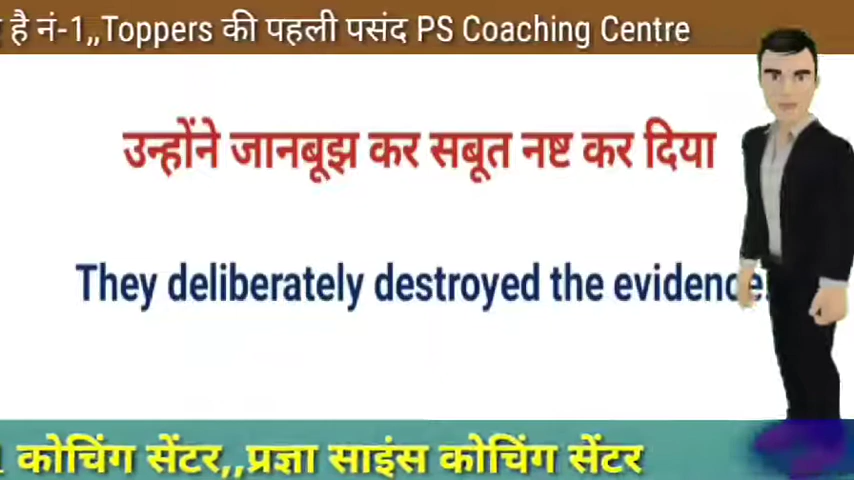 है नं-1,,Toppers की पहली पसंद PS Coaching Centre
उन्होंने जानबूझ कर सबूत नष्ट कर दिया
They deliberately destroyed the evidence.
कोचिंग सेंटर,,प्रज्ञा साइंस कोचिंग सेंटर